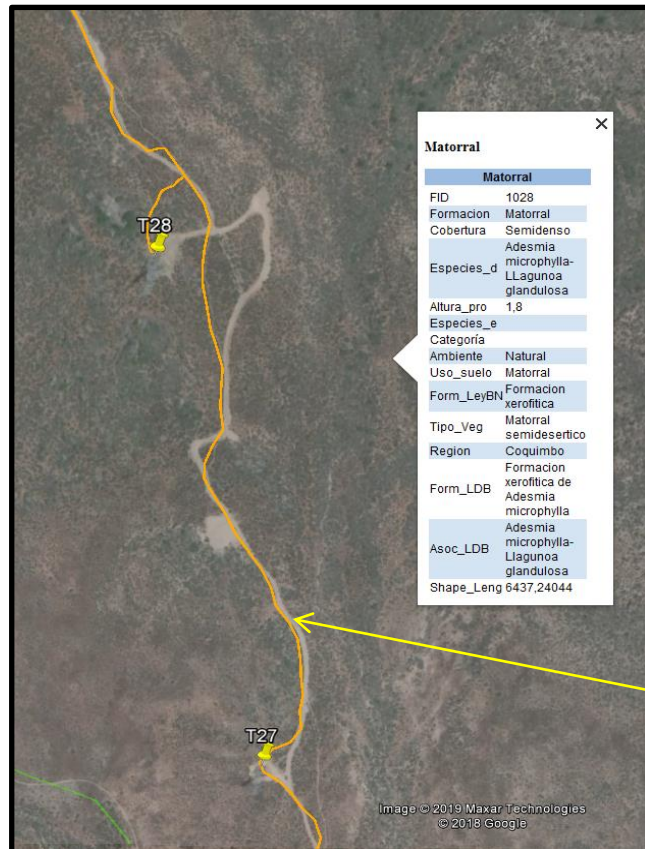 T28
T27
×
Matorral
Matorral
FID 1028
Formacion Matorral
Cobertura Semidenso
Especies_d Adesmia
microphylla-
LLagunoa
glandulosa
Altura_pro 1,8
Especies_e
Categoría
Ambiente Natural
Uso_suelo Matorral
Form_LeyBN Formacion
xerofitica
Tipo_Veg Matorral
semidesertico
Region Coquimbo
Form_LDB Formacion
xerofitica de
Adesmia
microphylla
Asoc_LDB Adesmia
microphylla-
Llagunoa
glandulosa
Shape_Leng 6437,24044
Image © 2019 Maxar Technologies
© 2018 Google